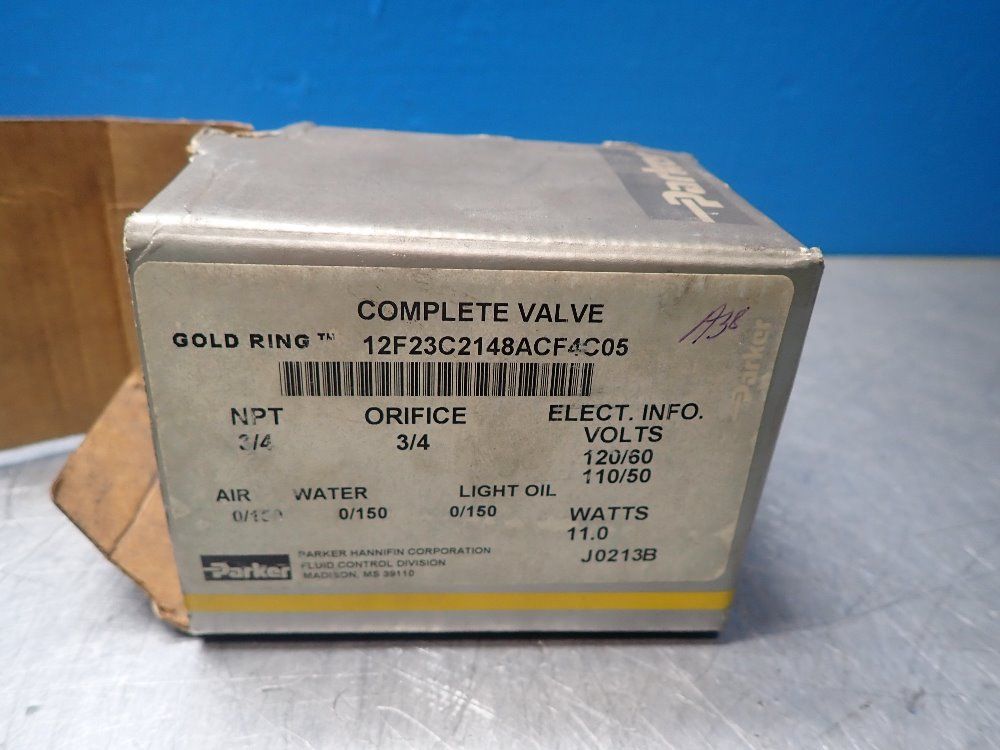 Parker
COMPLETE VALVE
A38
GOLD RING™ 12F23C2148ACF4C05
Parker
NPT ORIFICE ELECT. INFO.
3/4 3/4 VOLTS
120/60
110/50
AIR WATER LIGHT OIL
0/150 0/150 0/150 WATTS
11.0
J0213B
Parker
PARKER HANNIFIN CORPORATION
FLUID CONTROL DIVISION
MADISON, MS 39110